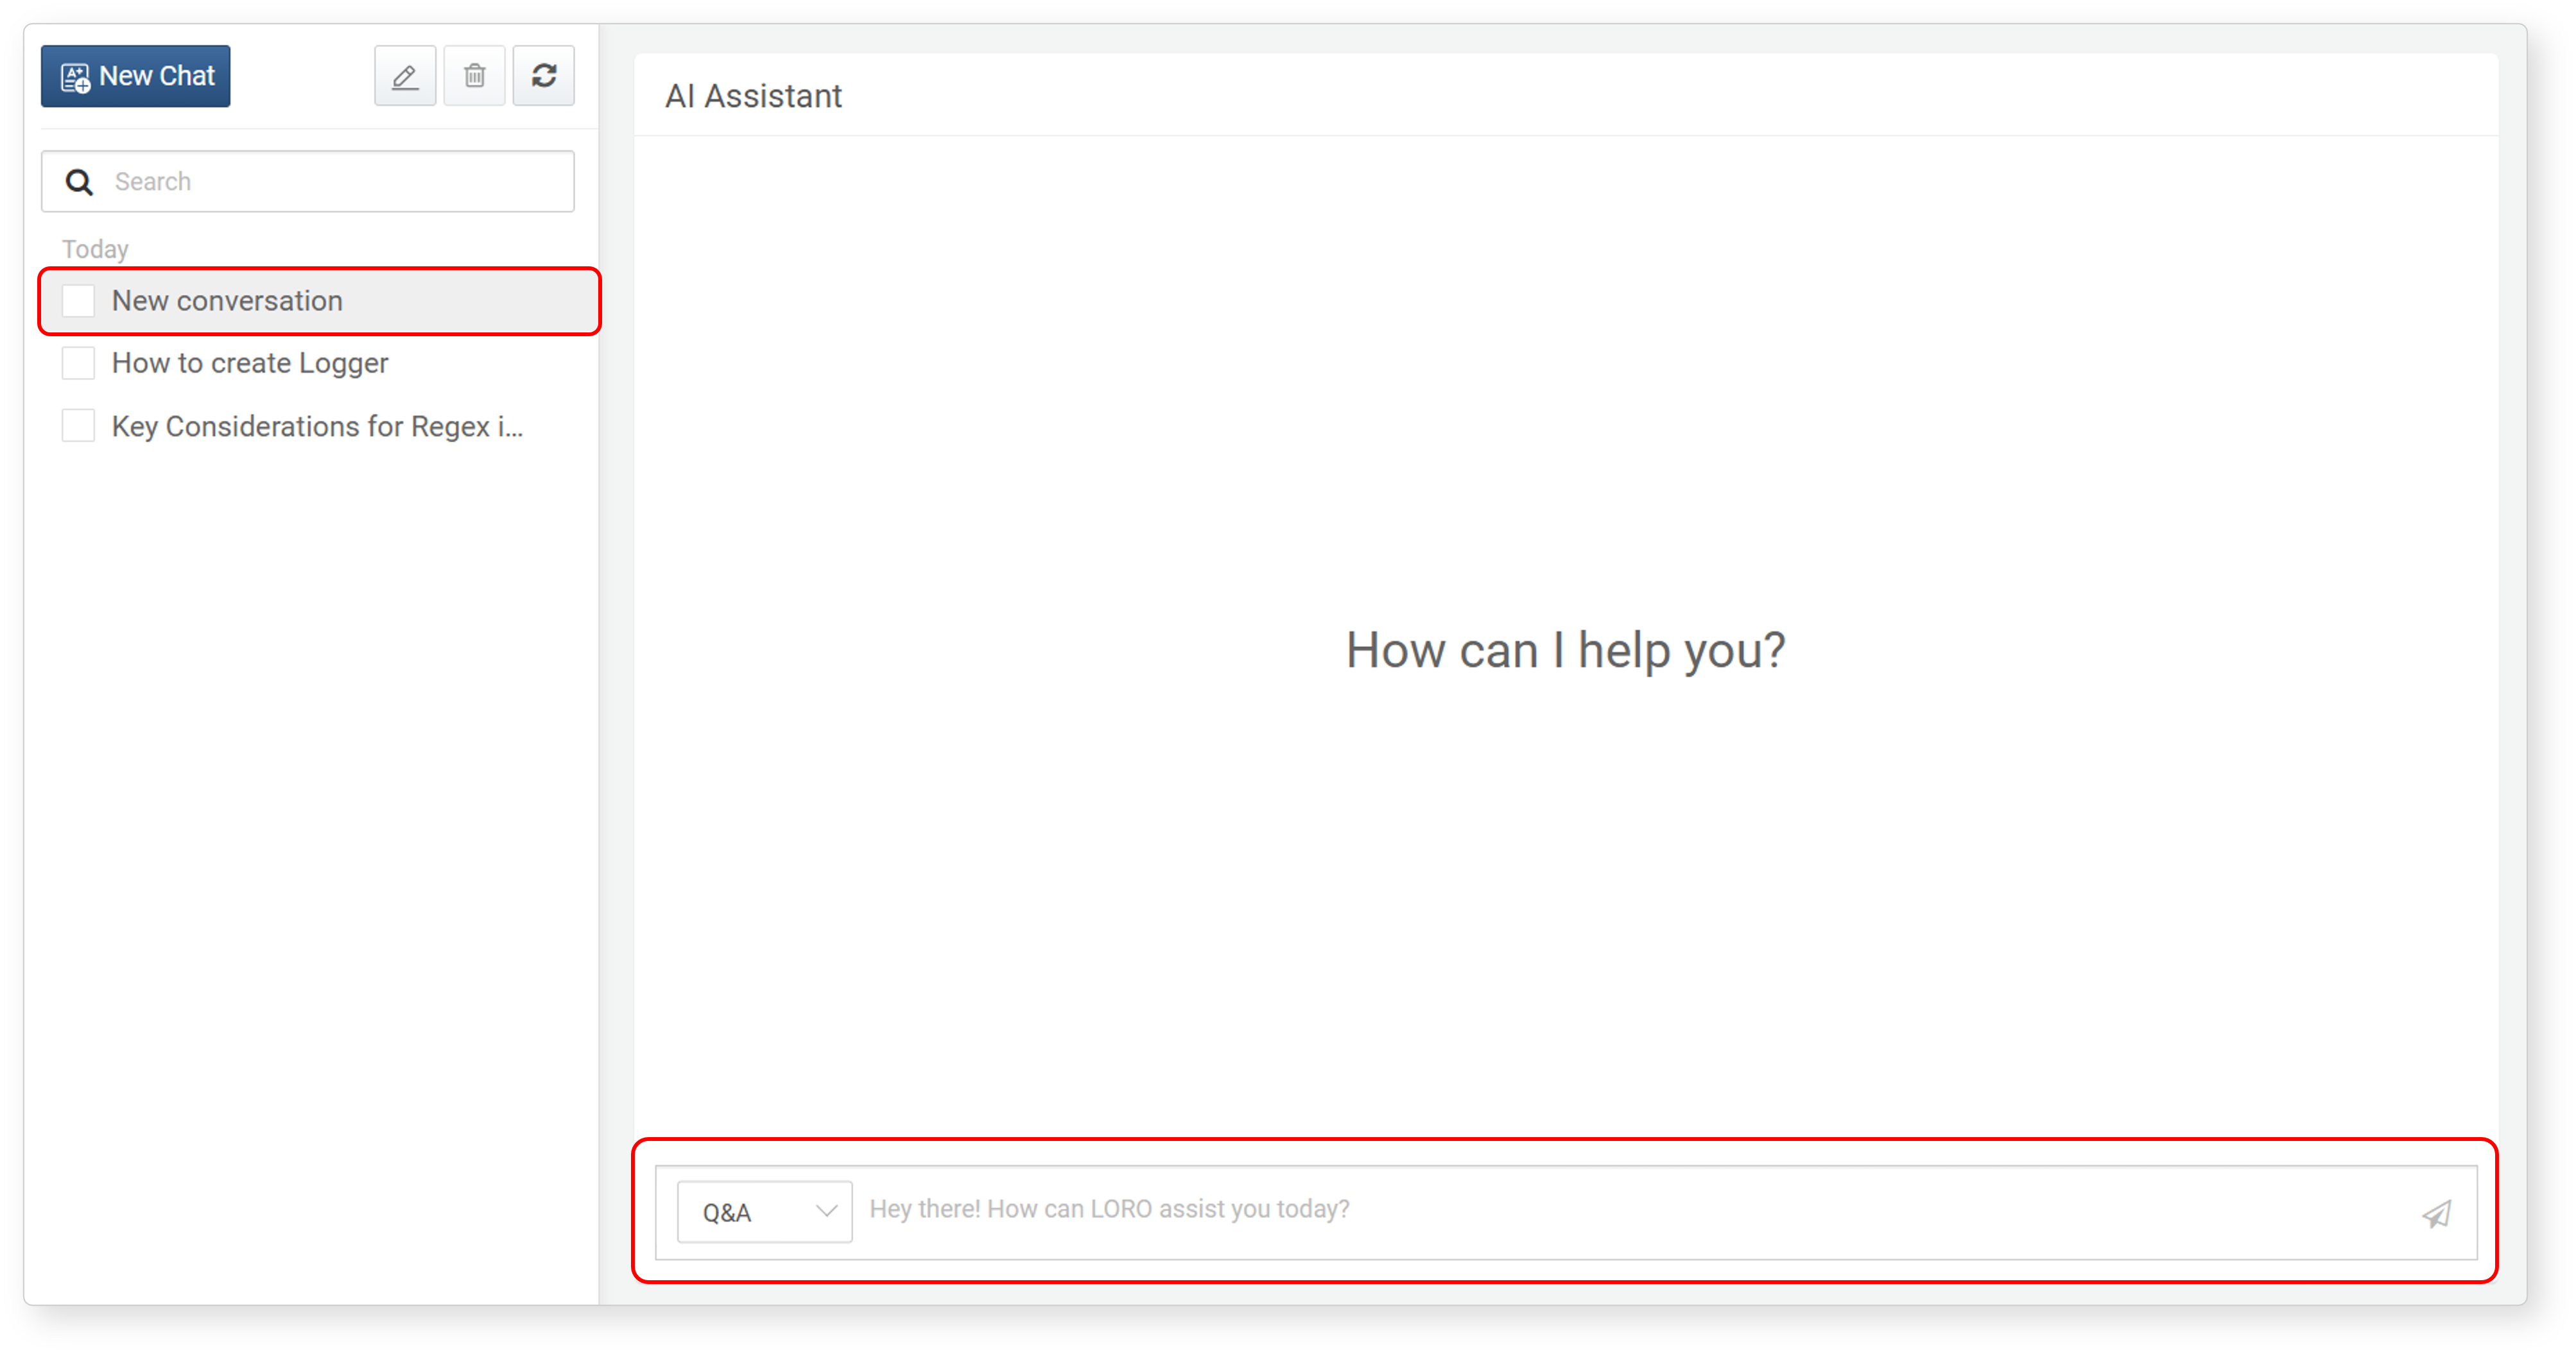 New Chat
Search
Today
New conversation
How to create Logger
Key Considerations for Regex i...
AI Assistant
How can I help you?
Q&A
Hey there! How can LORO assist you today?